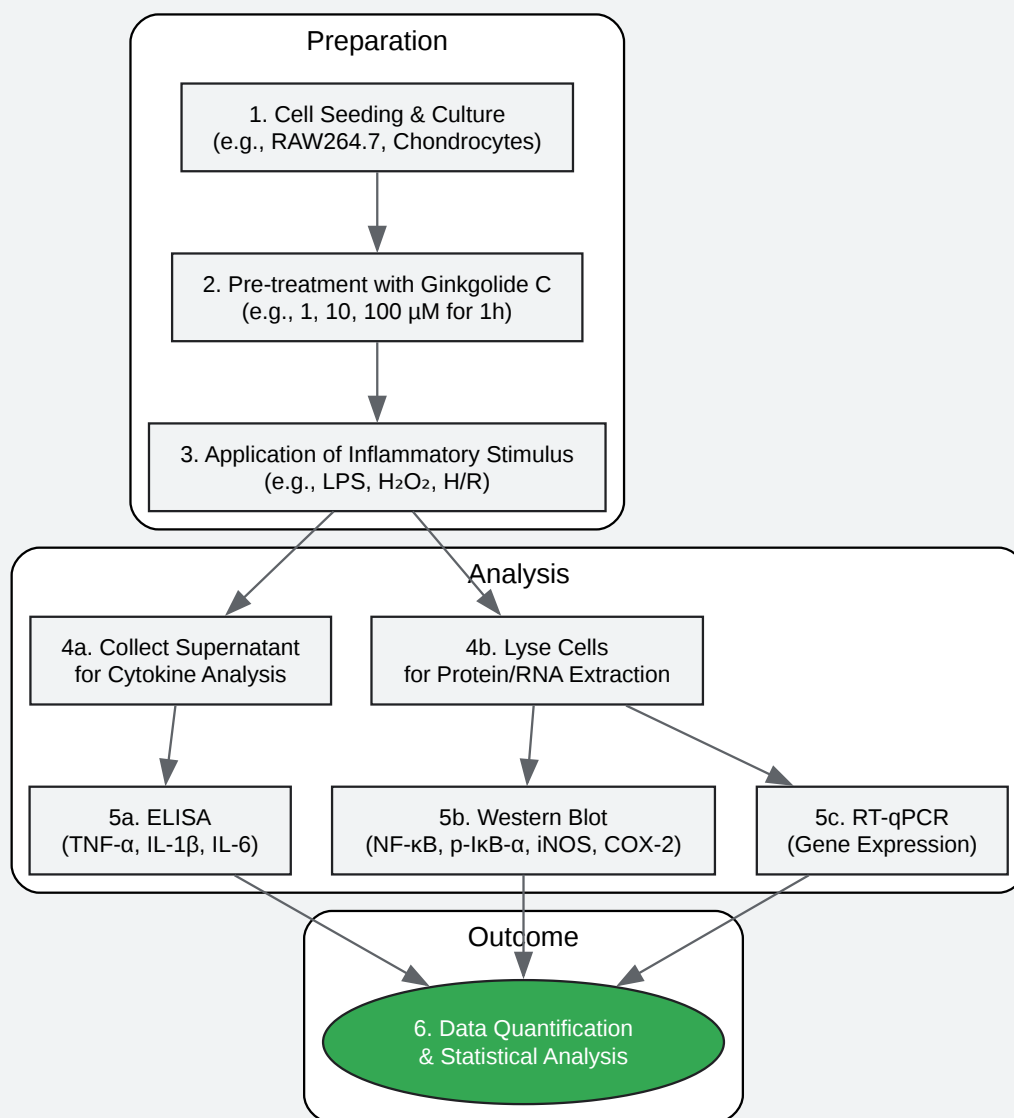 Preparation
1. Cell Seeding & Culture
(e.g., RAW264.7, Chondrocytes)
2. Pre-treatment with Ginkgolide C
(e.g., 1, 10, 100 µM for 1h)
3. Application of Inflammatory Stimulus
(e.g., LPS, H₂O₂, H/R)
Analysis
4a. Collect Supernatant
for Cytokine Analysis
4b. Lyse Cells
for Protein/RNA Extraction
5a. ELISA
(TNF-α, IL-1β, IL-6)
5b. Western Blot
(NF-κB, p-IκB-α, iNOS, COX-2)
5c. RT-qPCR
(Gene Expression)
Outcome
6. Data Quantification
& Statistical Analysis